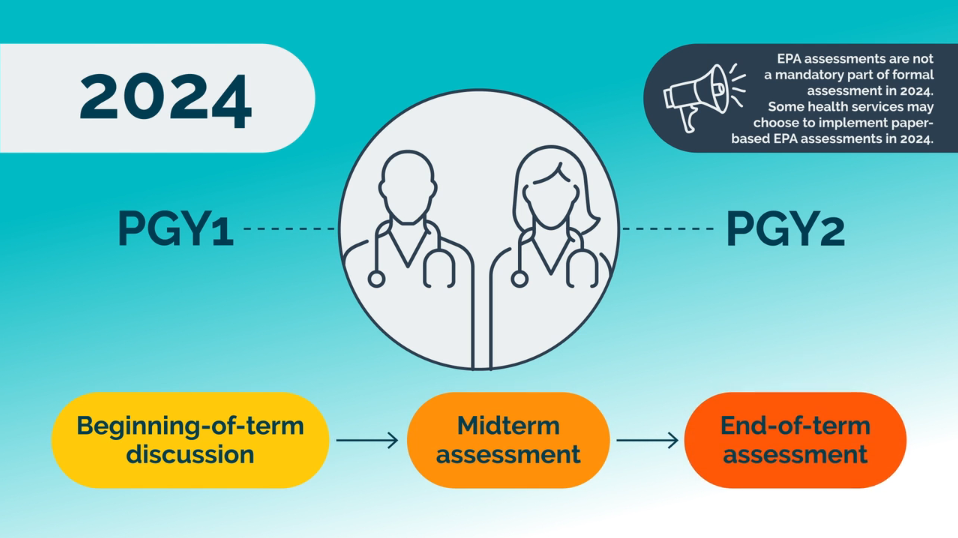 2024
EPA assessments are not
a mandatory part of formal
assessment in 2024.
Some health services may
choose to implement paper-
based EPA assessments in 2024.
PGY1
PGY2
Beginning-of-term
discussion
Midterm
assessment
End-of-term
assessment